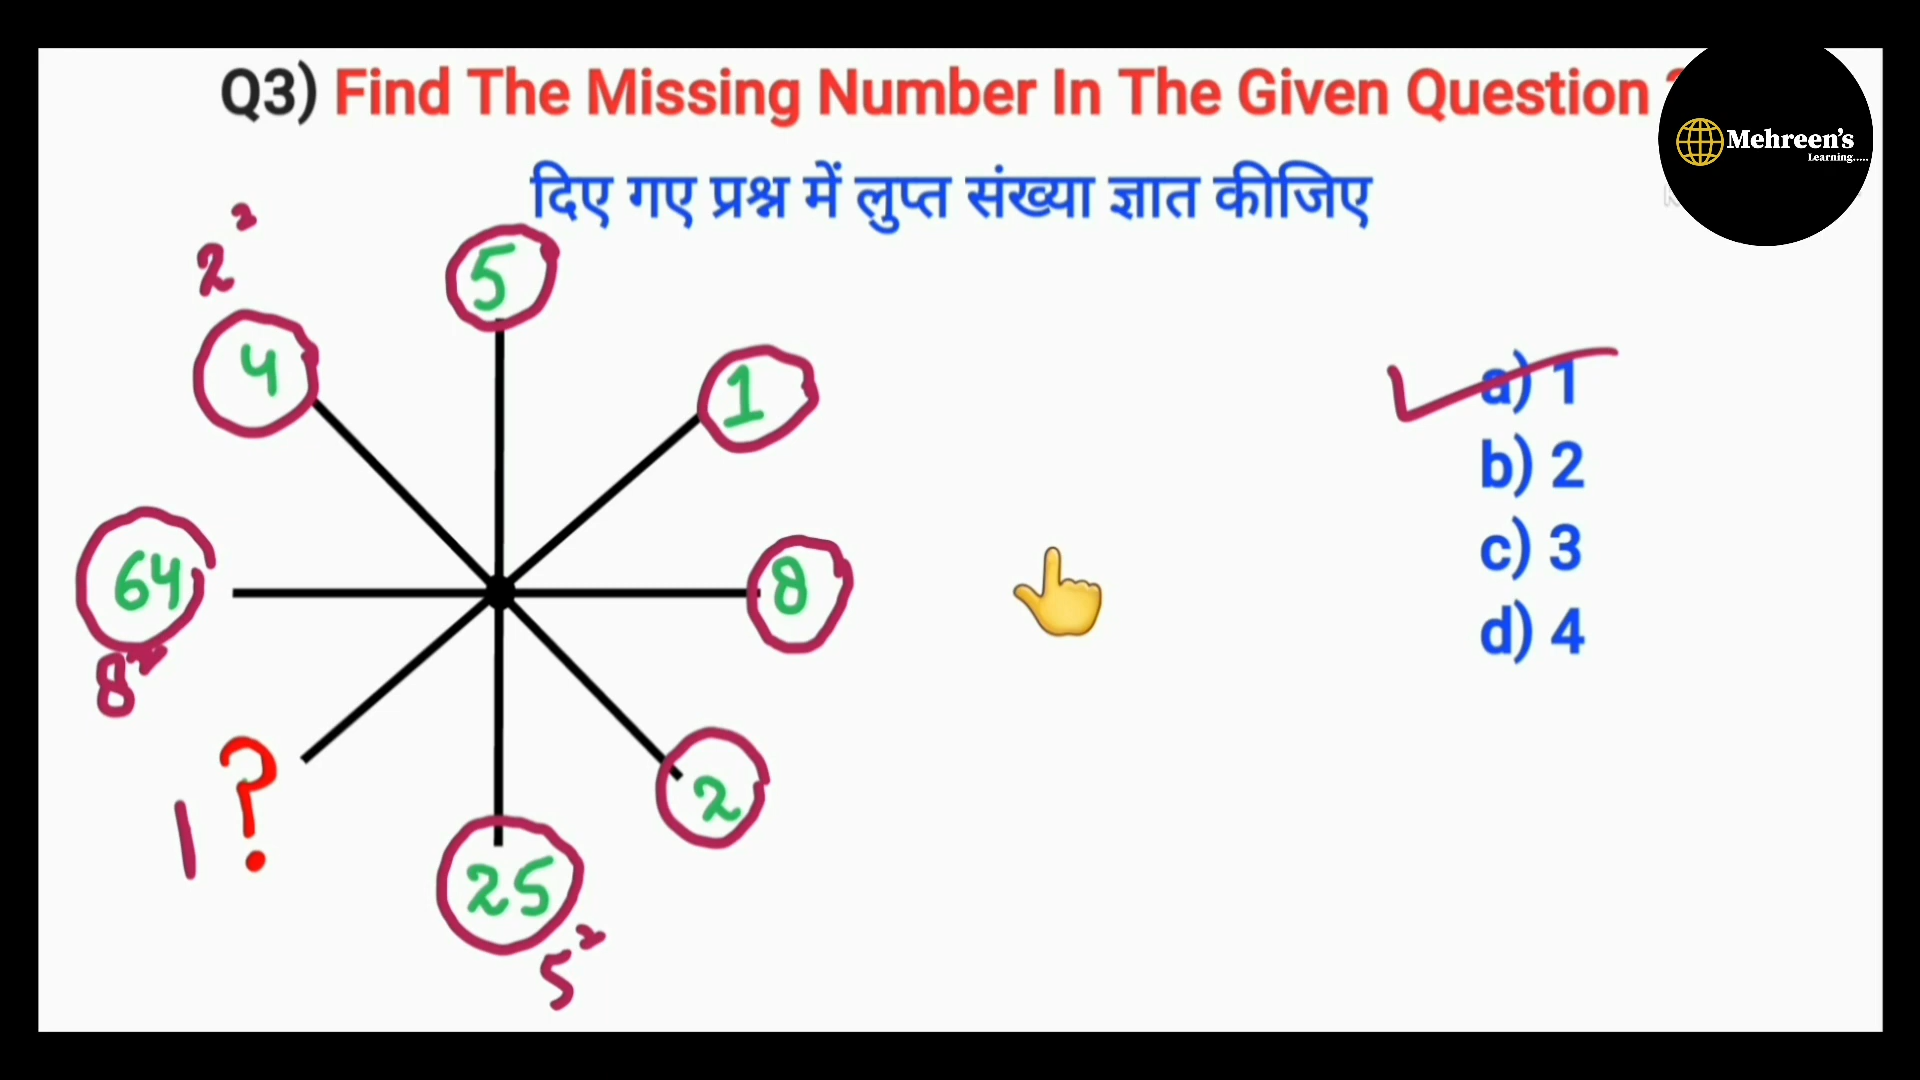 Q3) Find The Missing Number In The Given Question
Mehreen's
Learning.....
दिए गए प्रश्न में लुप्त संख्या ज्ञात कीजिए
2²
5
4
1
a) 1
b) 2
64
8
c) 3
8²
d) 4
1 ?
2
25
5²